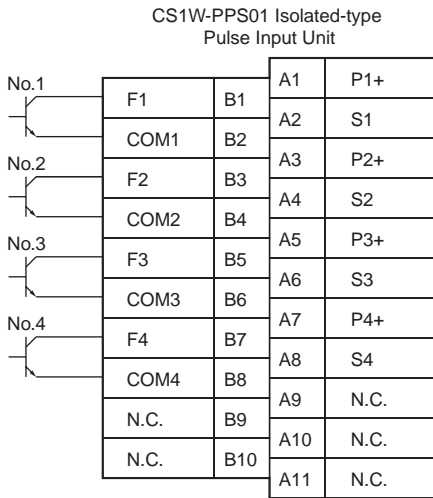 CS1W-PPS01 Isolated-type
Pulse Input Unit
No.1
F1 B1
COM1 B2
No.2
F2 B3
COM2 B4
No.3
F3 B5
COM3 B6
No.4
F4 B7
COM4 B8
N.C. B9
N.C. B10
A1 P1+
A2 S1
A3 P2+
A4 S2
A5 P3+
A6 S3
A7 P4+
A8 S4
A9 N.C.
A10 N.C.
A11 N.C.